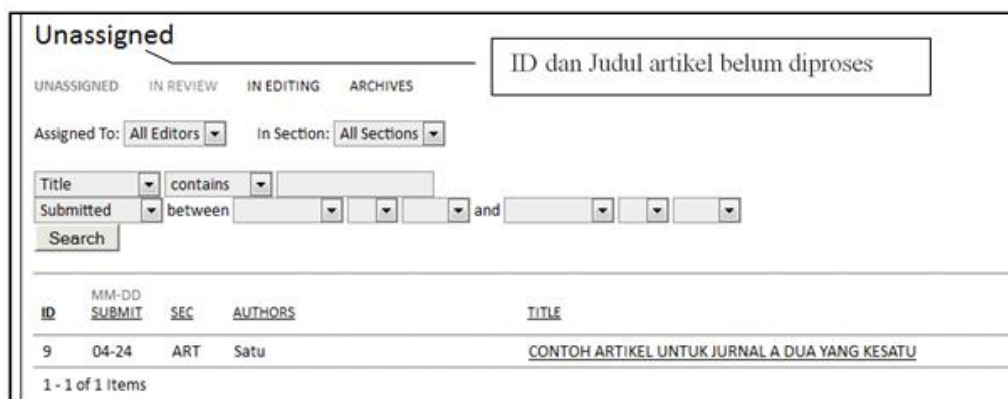 Unassigned
ID dan Judul artikel belum diproses
UNASSIGNED IN REVIEW IN EDITING ARCHIVES
Assigned To: All Editors In Section: All Sections
Title contains
Submitted between and
Search
MM-DD
ID SUBMIT SEC AUTHORS TITLE
9 04-24 ART Satu CONTOH ARTIKEL UNTUK JURNAL A DUA YANG KESATU
1 - 1 of 1 Items